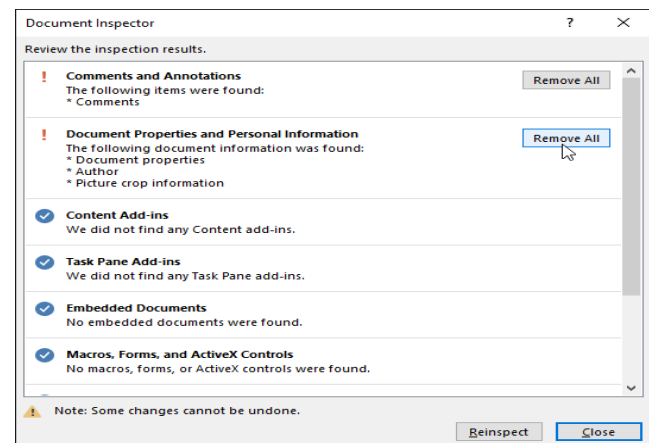 Document Inspector
? ×
Review the inspection results.
! Comments and Annotations
Remove All
The following items were found:
* Comments
! Document Properties and Personal Information
Remove All
The following document information was found:
* Document properties
* Author
* Picture crop information
Content Add-ins
We did not find any Content add-ins.
Task Pane Add-ins
We did not find any Task Pane add-ins.
Embedded Documents
No embedded documents were found.
Macros, Forms, and ActiveX Controls
No macros, forms, or ActiveX controls were found.
! Note: Some changes cannot be undone.
Reinspect
Close